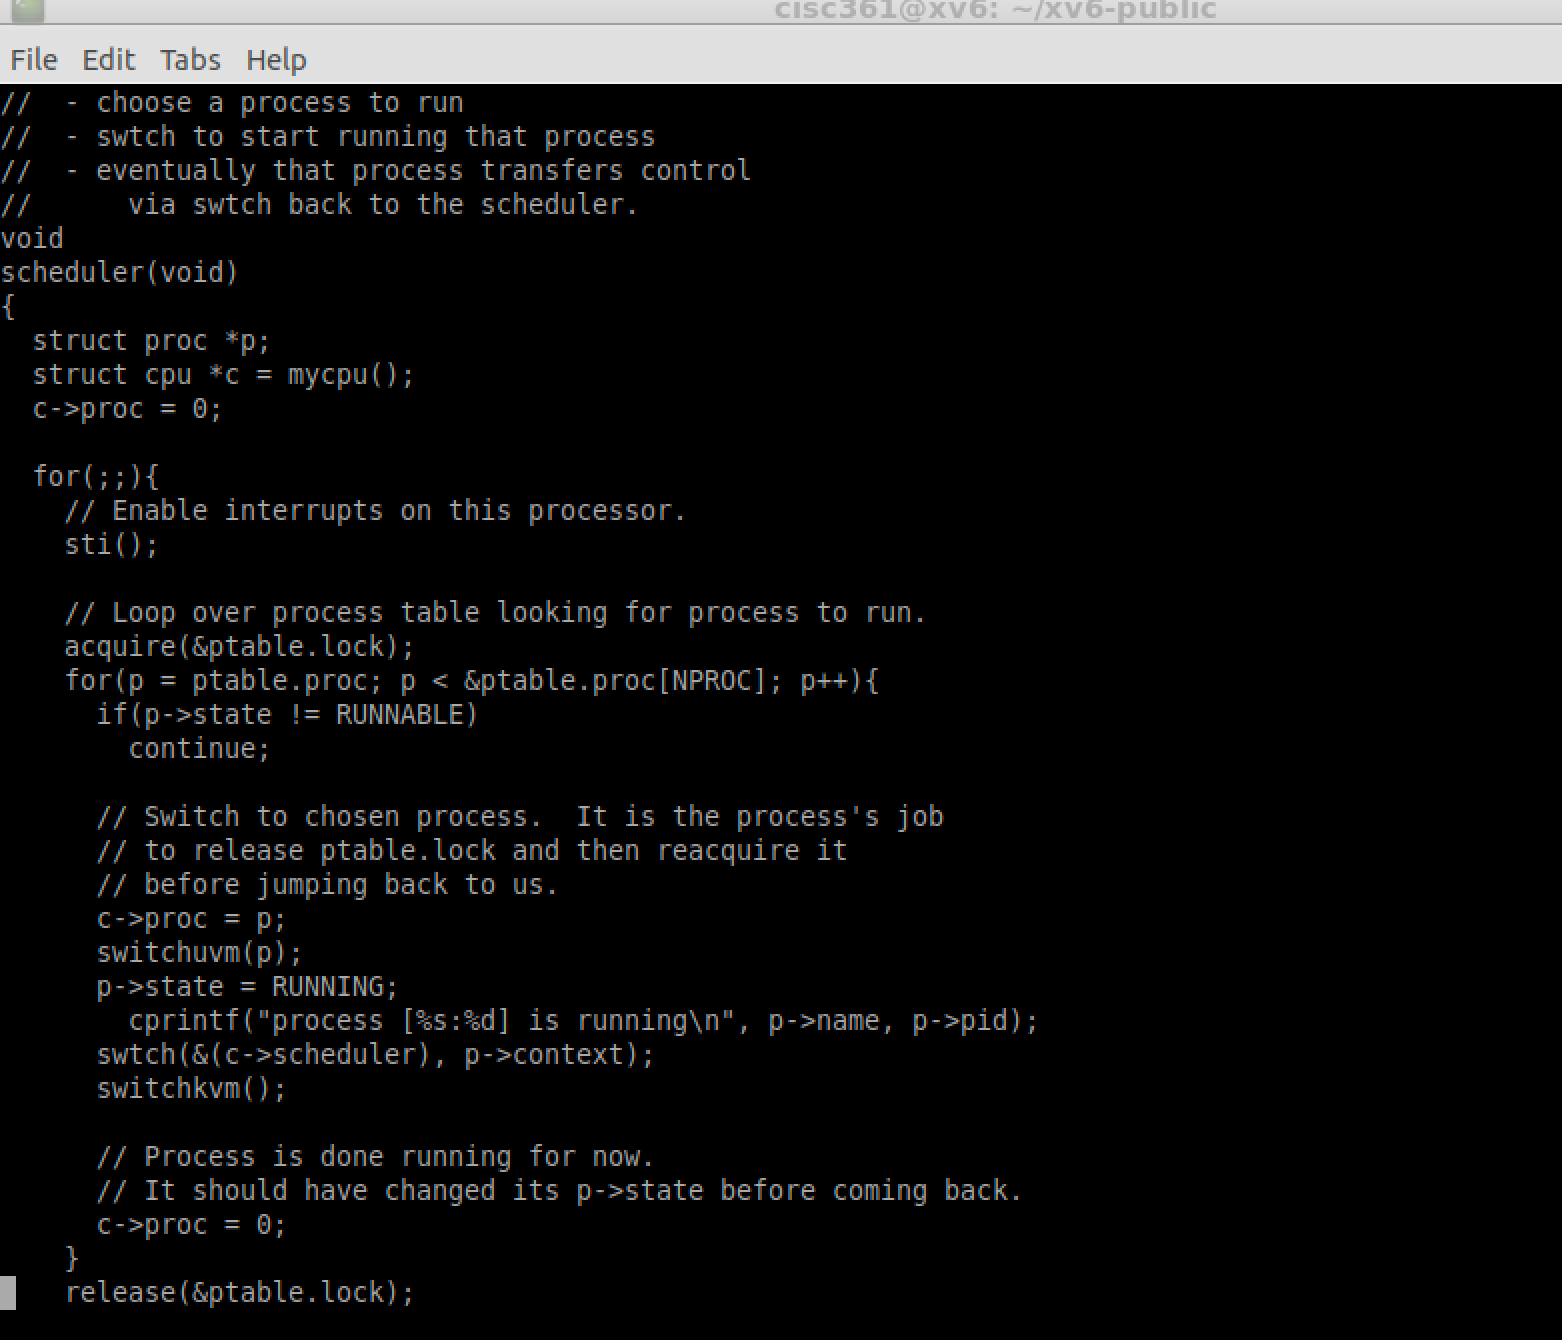 cisc361@xv6: ~/xv6-public
File Edit Tabs Help
//  - choose a process to run
//  - swtch to start running that process
//  - eventually that process transfers control
//      via swtch back to the scheduler.
void
scheduler(void)
{
  struct proc *p;
  struct cpu *c = mycpu();
  c->proc = 0;

  for(;;){
    // Enable interrupts on this processor.
    sti();

    // Loop over process table looking for process to run.
    acquire(&ptable.lock);
    for(p = ptable.proc; p < &ptable.proc[NPROC]; p++){
      if(p->state != RUNNABLE)
        continue;

      // Switch to chosen process.  It is the process's job
      // to release ptable.lock and then reacquire it
      // before jumping back to us.
      c->proc = p;
      switchuvm(p);
      p->state = RUNNING;
        cprintf("process [%s:%d] is running\n", p->name, p->pid);
      swtch(&(c->scheduler), p->context);
      switchkvm();

      // Process is done running for now.
      // It should have changed its p->state before coming back.
      c->proc = 0;
    }
    release(&ptable.lock);